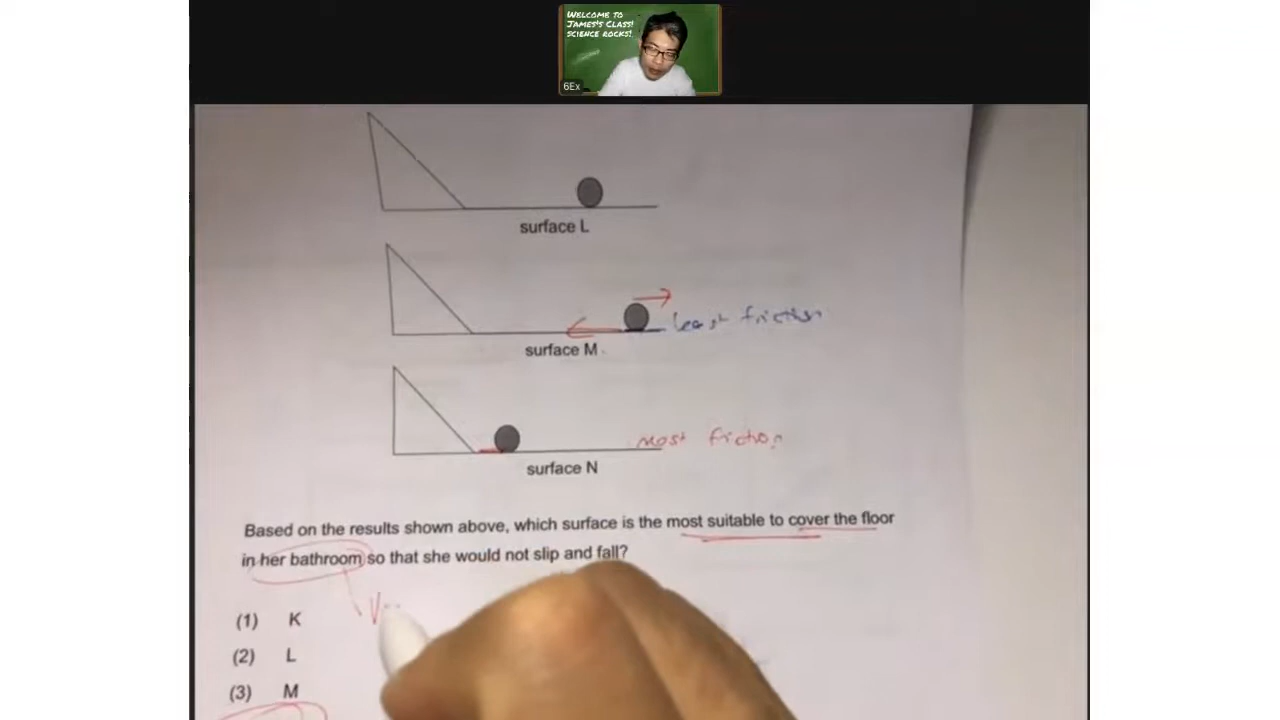 WELCOME TO
JAMES'S CLASS!
SCIENCE ROCKS!
6Ex
surface L
least friction
surface M
most friction
surface N
Based on the results shown above, which surface is the most suitable to cover the floor
in her bathroom so that she would not slip and fall?
(1) K
(2) L
(3) M